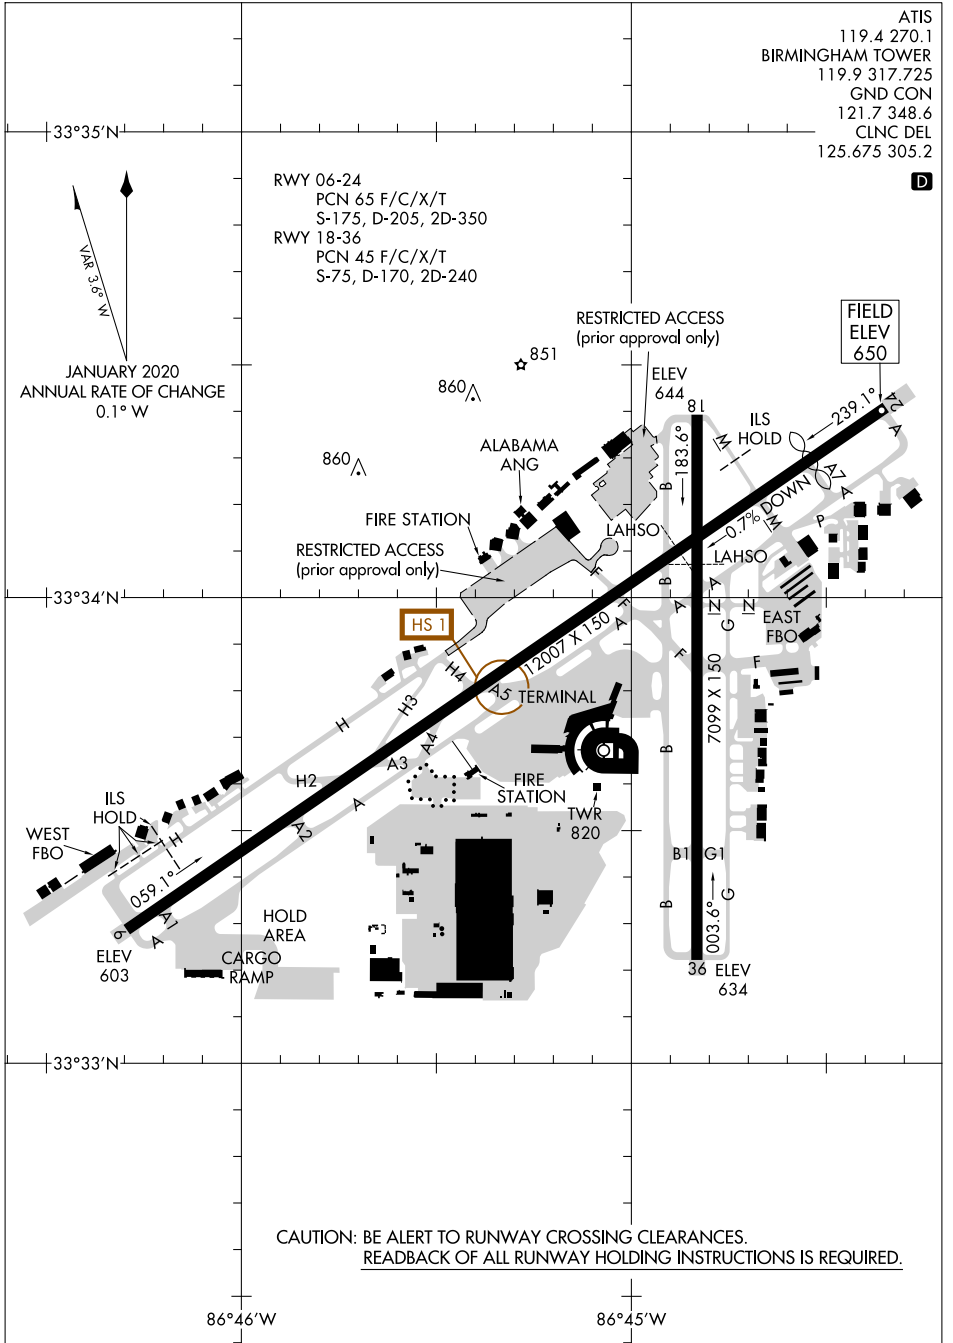 ATIS
119.4 270.1
BIRMINGHAM TOWER
119.9 317.725
GND CON
121.7 348.6
CLNC DEL
125.675 305.2
D
33°35'N
RWY 06-24
PCN 65 F/C/X/T
S-175, D-205, 2D-350
RWY 18-36
PCN 45 F/C/X/T
S-75, D-170, 2D-240
VAR 3.6° W
JANUARY 2020
ANNUAL RATE OF CHANGE
0.1° W
FIELD
ELEV
650
RESTRICTED ACCESS
(prior approval only)
851
860
860
ELEV
644
18
24
239.1°
A
ILS
HOLD
M
183.6°
B
ALABAMA
ANG
A7
A
0.7% DOWN
M
P
FIRE STATION
LAHSO
LAHSO
RESTRICTED ACCESS
(prior approval only)
33°34'N
F
F
A
B
A
A
N
N
G
EAST
FBO
HS 1
12007 X 150
F
F
H4
A5
TERMINAL
7099 X 150
H3
H
A4
B
A3
H2
A
FIRE
STATION
A2
TWR
820
ILS
HOLD
WEST
FBO
H
B1
G1
059.1°
A1
A
6
ELEV
603
HOLD
AREA
CARGO
RAMP
B
003.6°
G
36
ELEV
634
33°33'N
CAUTION: BE ALERT TO RUNWAY CROSSING CLEARANCES.
READBACK OF ALL RUNWAY HOLDING INSTRUCTIONS IS REQUIRED.
86°46'W
86°45'W